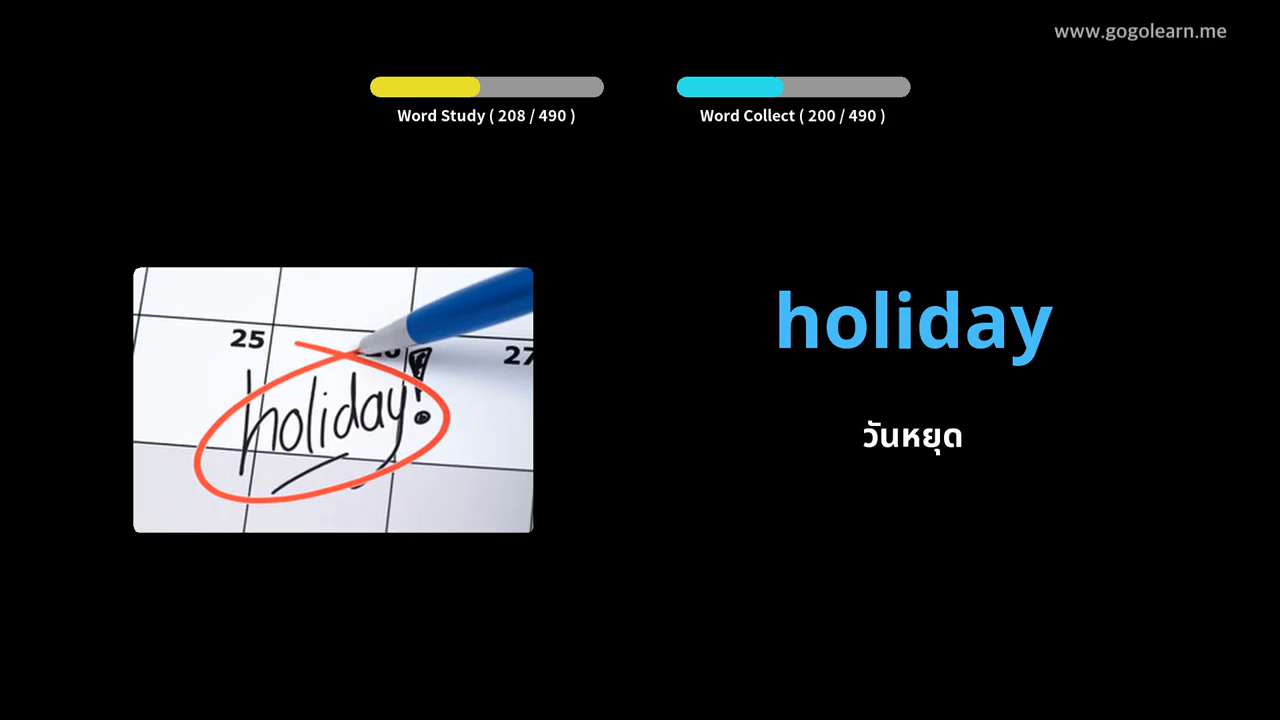 www.gogolearn.me
Word Study ( 208 / 490 )
Word Collect ( 200 / 490 )
25
27
holiday!
holiday
วันหยุด